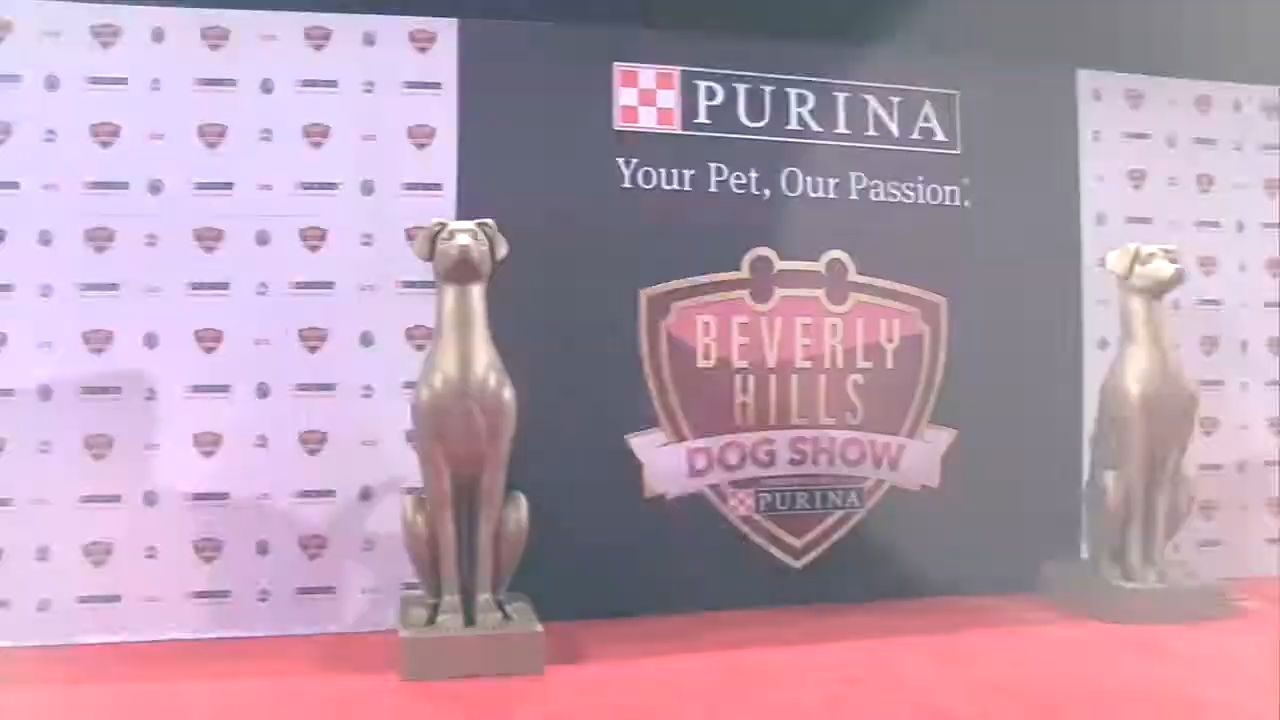 PURINA
Your Pet, Our Passion.
BEVERLY
HILLS
DOG SHOW
PURINA